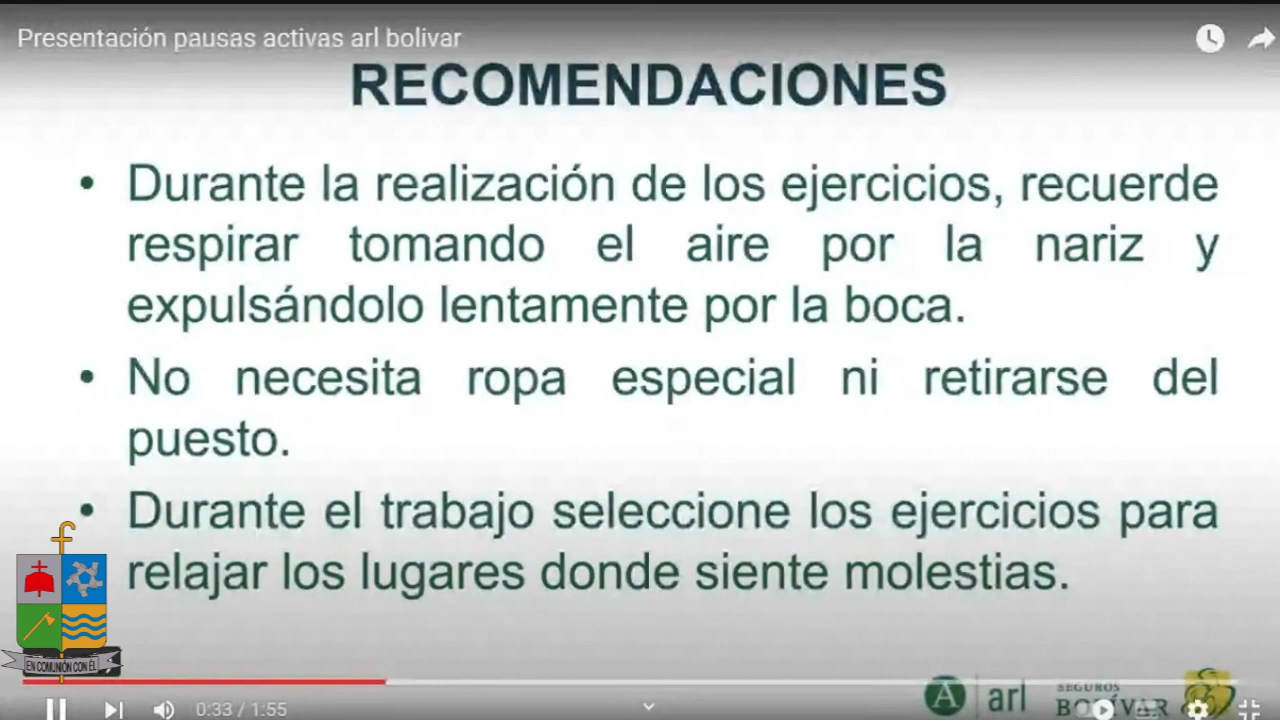 Presentación pausas activas arl bolivar
RECOMENDACIONES
• Durante la realización de los ejercicios, recuerde
respirar tomando el aire por la nariz y
expulsándolo lentamente por la boca.
• No necesita ropa especial ni retirarse del
puesto.
• Durante el trabajo seleccione los ejercicios para
relajar los lugares donde siente molestias.
EN COMUNIÓN CON ÉL
A arl
SEGUROS
BOLÍVAR
0:33 / 1:55